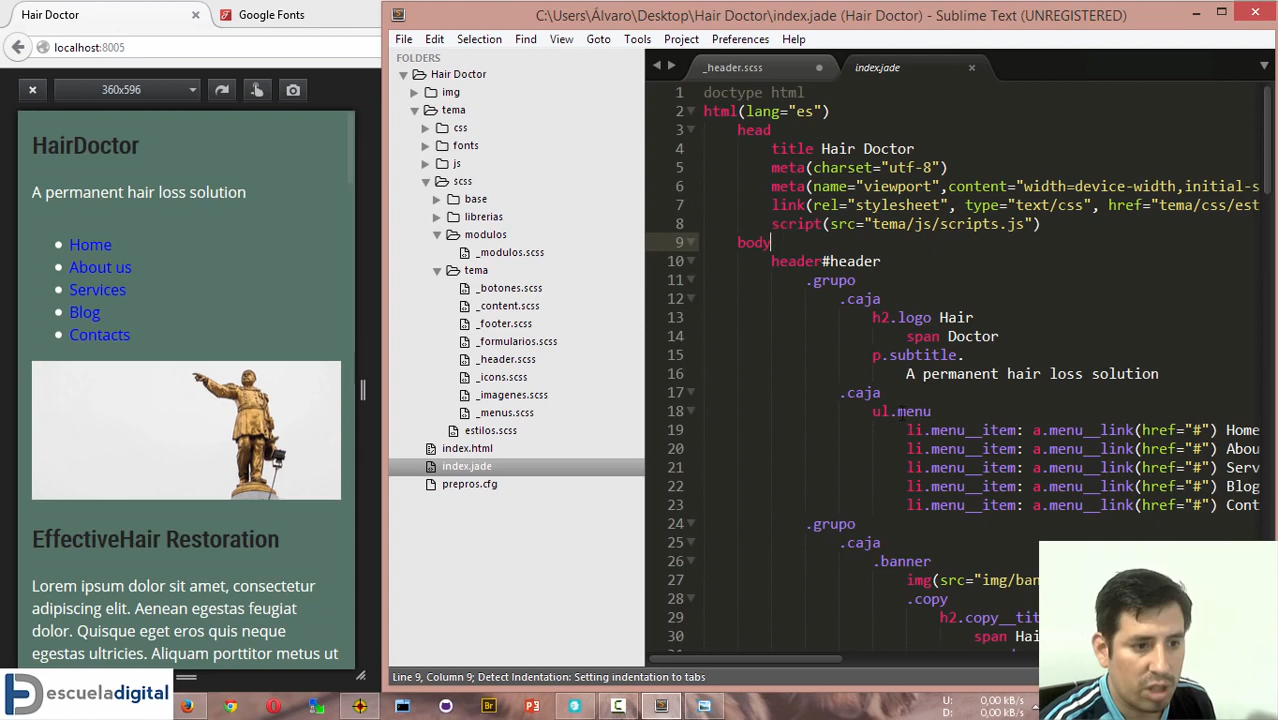 Hair Doctor
Google Fonts
C:\Users\Álvaro\Desktop\Hair Doctor\index.jade (Hair Doctor) - Sublime Text (UNREGISTERED)
localhost:8005
File Edit Selection Find View Goto Tools Project Preferences Help
360x596
HairDoctor
A permanent hair loss solution
Home
About us
Services
Blog
Contacts
EffectiveHair Restoration
Lorem ipsum dolor sit amet, consectetur
adipiscing elit. Aenean egestas feugiat
dolor. Quisque eget eros quis neque
egestas ultricies. Aliquam porttitor metus ut
escueladigital
FOLDERS
Hair Doctor
img
tema
css
fonts
js
scss
base
librerias
modulos
_modulos.scss
tema
_botones.scss
_content.scss
_footer.scss
_formularios.scss
_header.scss
_icons.scss
_imagenes.scss
_menus.scss
estilos.scss
index.html
index.jade
prepros.cfg
_header.scss
index.jade
1 doctype html
2 html(lang="es")
3 head
4 title Hair Doctor
5 meta(charset="utf-8")
6 meta(name="viewport",content="width=device-width,initial-s
7 link(rel="stylesheet", type="text/css", href="tema/css/est
8 script(src="tema/js/scripts.js")
9 body
10 header#header
11 .grupo
12 .caja
13 h2.logo Hair
14 span Doctor
15 p.subtitle.
16 A permanent hair loss solution
17 .caja
18 ul.menu
19 li.menu__item: a.menu__link(href="#") Home
20 li.menu__item: a.menu__link(href="#") Abou
21 li.menu__item: a.menu__link(href="#") Serv
22 li.menu__item: a.menu__link(href="#") Blog
23 li.menu__item: a.menu__link(href="#") Cont
24 .grupo
25 .caja
26 .banner
27 img(src="img/ban
28 .copy
29 h2.copy__tit
30 span Hai
Line 9, Column 9; Detect Indentation: Setting indentation to tabs
U: 0,00 kB/s
D: 0,00 kB/s